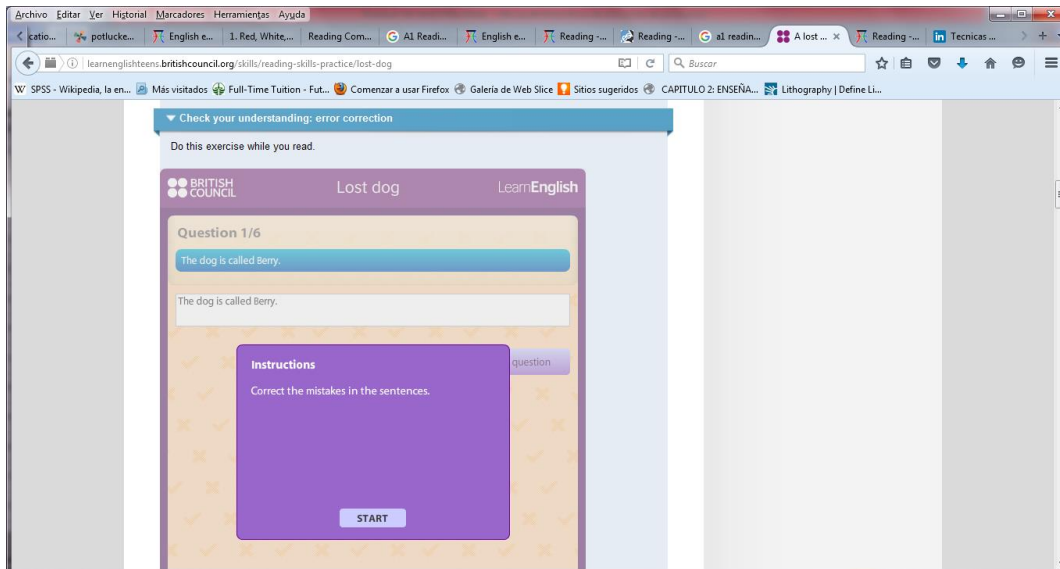 Archivo Editar Ver Historial Marcadores Herramientas Ayuda
catio... potlucke... English e... 1. Red, White,... Reading Com... A1 Readi... English e... Reading -... Reading -... a1 readin... A lost ... × Reading -... Tecnicas ...
learnenglishteens.britishcouncil.org/skills/reading-skills-practice/lost-dog Buscar
SPSS - Wikipedia, la en... Más visitados Full-Time Tuition - Fut... Comenzar a usar Firefox Galería de Web Slice Sitios sugeridos CAPITULO 2: ENSEÑA... Lithography | Define Li...
Check your understanding: error correction
Do this exercise while you read.
BRITISH COUNCIL Lost dog LearnEnglish
Question 1/6
The dog is called Berry.
The dog is called Berry.
question
Instructions
Correct the mistakes in the sentences.
START